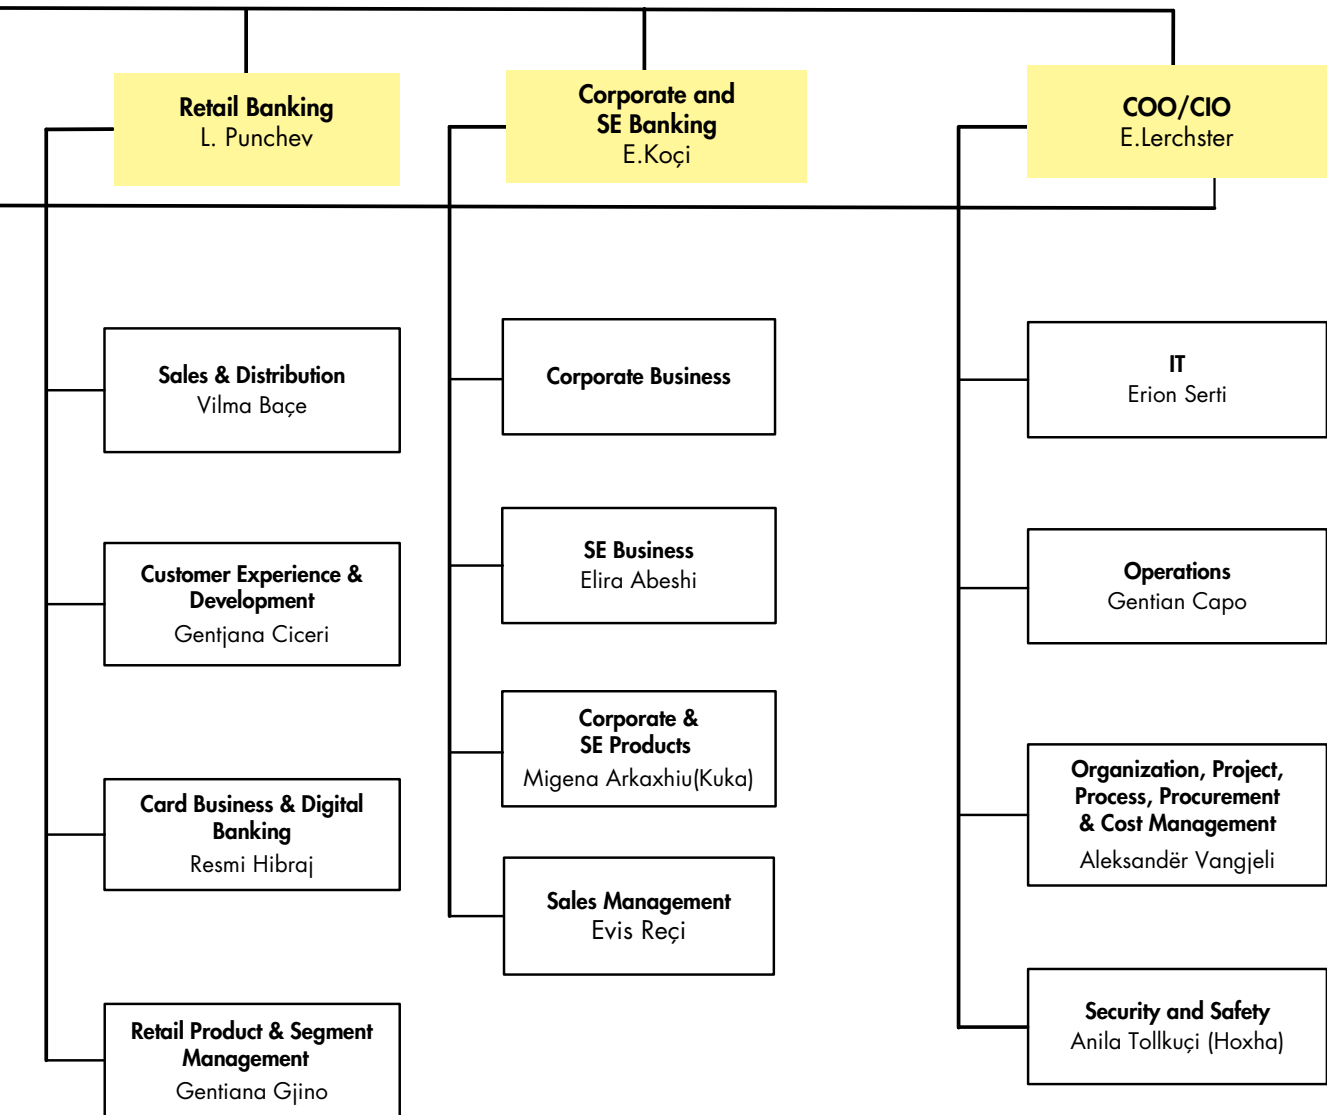 Retail Banking
L. Punchev
Corporate and
SE Banking
E.Koçi
COO/CIO
E.Lerchster
Sales & Distribution
Vilma Baçe
Customer Experience &
Development
Gentjana Ciceri
Card Business & Digital
Banking
Resmi Hibraj
Retail Product & Segment
Management
Gentiana Gjino
Corporate Business
SE Business
Elira Abeshi
Corporate &
SE Products
Migena Arkaxhiu(Kuka)
Sales Management
Evis Reçi
IT
Erion Serti
Operations
Gentian Capo
Organization, Project,
Process, Procurement
& Cost Management
Aleksandër Vangjeli
Security and Safety
Anila Tollkuçi (Hoxha)